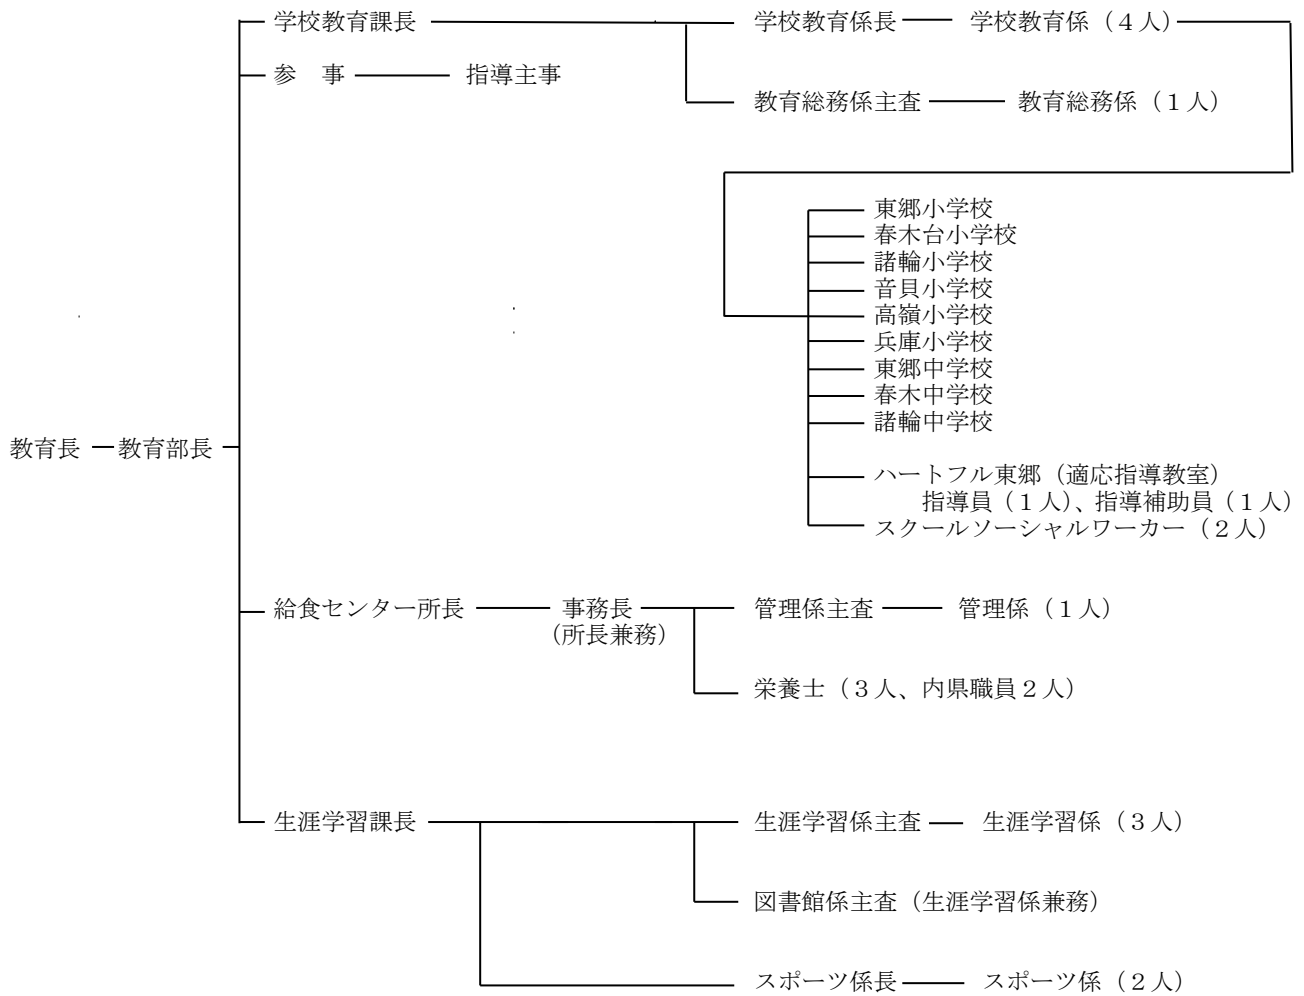 学校教育課長 学校教育係長 学校教育係（４人）
参　事 指導主事
教育総務係主査 教育総務係（１人）
東郷小学校
春木台小学校
諸輪小学校
音貝小学校
高嶺小学校
兵庫小学校
東郷中学校
春木中学校
諸輪中学校
教育長 教育部長
ハートフル東郷（適応指導教室）
指導員（１人）、指導補助員（１人）
スクールソーシャルワーカー（２人）
給食センター所長 事務長 管理係主査 管理係（１人）
（所長兼務）
栄養士（３人、内県職員２人）
生涯学習課長 生涯学習係主査 生涯学習係（３人）
図書館係主査（生涯学習係兼務）
スポーツ係長 スポーツ係（２人）